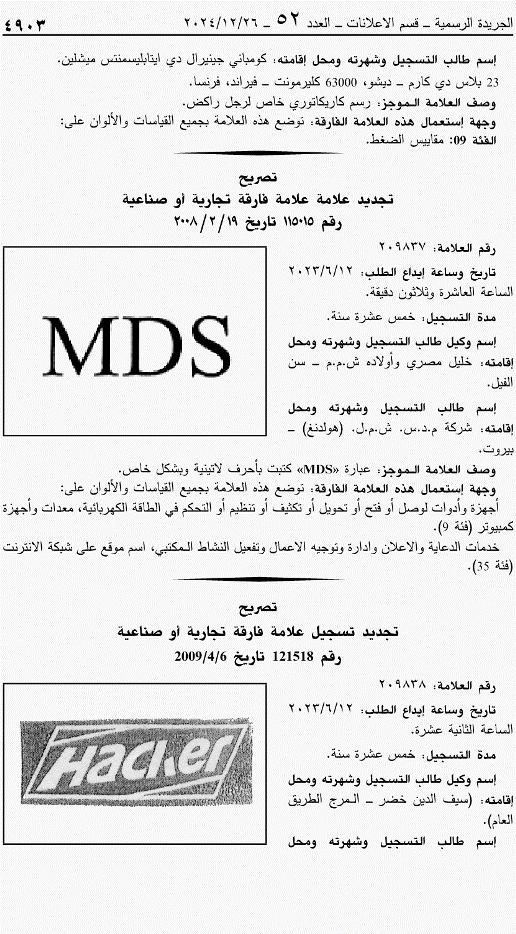 الجريدة الرسمية – قسم الاعلانات – العدد ٥٢ – ٢٠٢٤/١٢/٢٦
٤٩٠٣
إسم طالب التسجيل وشهرته ومحل إقامته: كومباني جينيرال دي ايتابليسمنتس ميشلين.
23 بلاس دي كارم – ديشو، 63000 كليرمونت – فيراند، فرنسا.
وصف العلامة الموجز: رسم كاريكاتوري خاص لرجل راكض.
وجهة إستعمال هذه العلامة الفارقة: توضع هذه العلامة بجميع القياسات والألوان على:
الفئة 09: مقاييس الضغط.
تصريح
تجديد علامة علامة فارقة تجارية أو صناعية
رقم ١١٥٠١٥ تاريخ ٢٠٠٨/٢/١٩
رقم العلامة: ٢٠٩٨٣٧
تاريخ وساعة إيداع الطلب: ٢٠٢٣/٦/١٢
الساعة العاشرة وثلاثون دقيقة.
مدة التسجيل: خمس عشرة سنة.
إسم وكيل طالب التسجيل وشهرته ومحل
إقامته: خليل مصري وأولاده ش.م.م – سن
الفيل.
إسم طالب التسجيل وشهرته ومحل
إقامته: شركة م.د.س. ش.م.ل. (هولدنغ) –
بيروت.
MDS
وصف العلامة الموجز: عبارة «MDS» كتبت بأحرف لاتينية وبشكل خاص.
وجهة إستعمال هذه العلامة الفارقة: توضع هذه العلامة بجميع القياسات والألوان على:
أجهزة وأدوات لوصل أو فتح أو تحويل أو تكثيف أو تنظيم أو التحكم في الطاقة الكهربائية، معدات وأجهزة
كمبيوتر (فئة 9).
خدمات الدعاية والاعلان وادارة وتوجيه الاعمال وتفعيل النشاط المكتبي، اسم موقع على شبكة الانترنت
(فئة 35).
تصريح
تجديد تسجيل علامة فارقة تجارية أو صناعية
رقم 121518 تاريخ 2009/4/6
رقم العلامة: ٢٠٩٨٣٨
تاريخ وساعة إيداع الطلب: ٢٠٢٣/٦/١٢
الساعة الثانية عشرة.
مدة التسجيل: خمس عشرة سنة.
إسم وكيل طالب التسجيل وشهرته ومحل
إقامته: (سيف الدين خضر – المرج الطريق
العام).
إسم طالب التسجيل وشهرته ومحل
Hacker